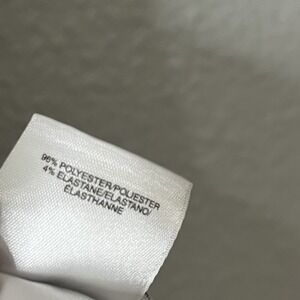 96% POLYESTER/POLIESTER
4% ELASTANE/ELASTANO/
ÉLASTHANNE